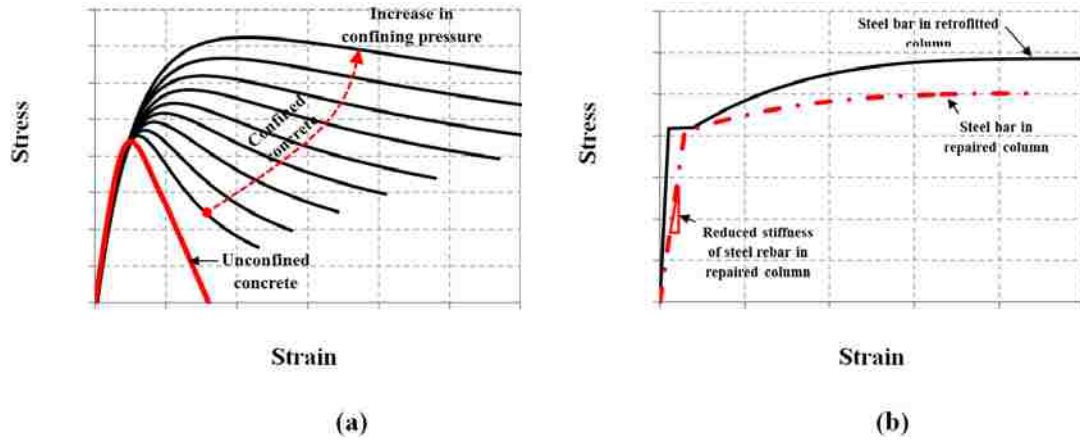 Increase in
confining pressure
Confined
concrete
Unconfined
concrete
Stress
Strain
(a)
Steel bar in retrofitted
column
Steel bar in
repaired column
Reduced stiffness
of steel rebar in
repaired column
Stress
Strain
(b)